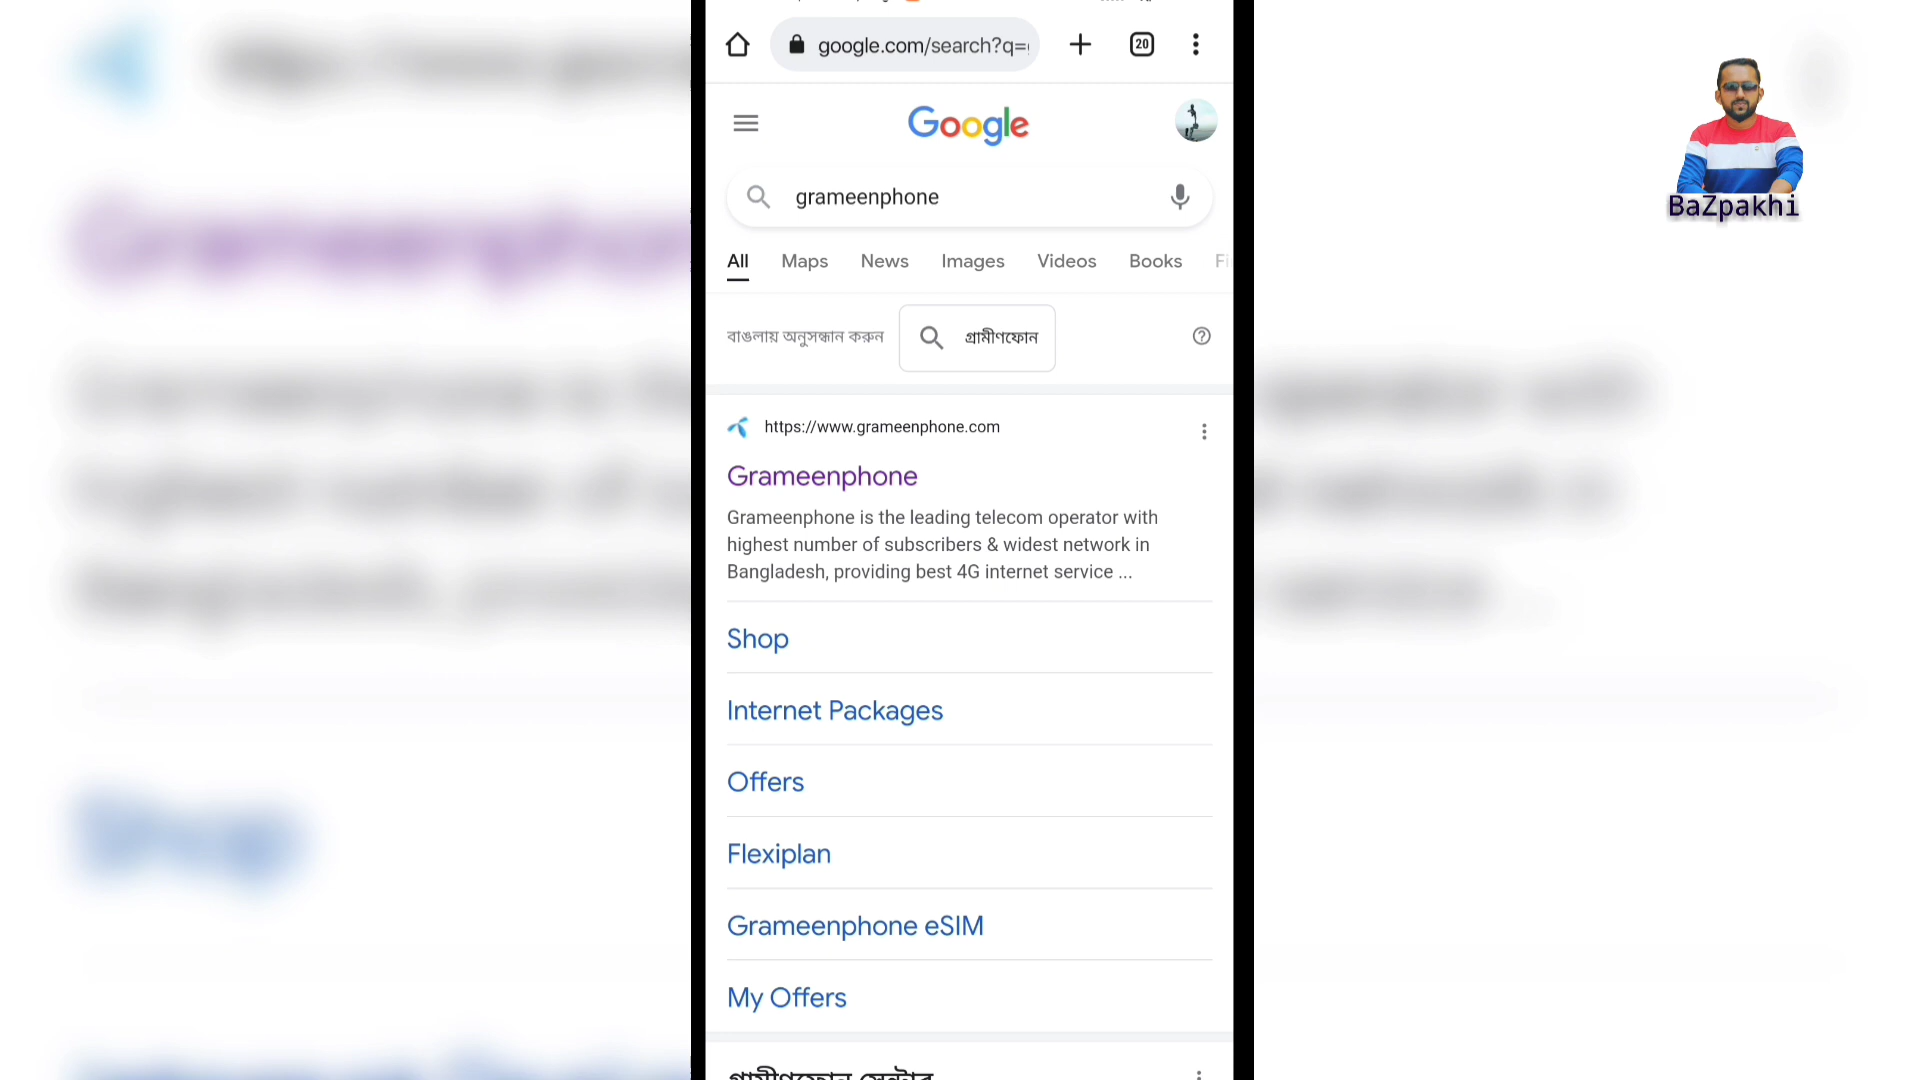 google.com/search?q=
20
Google
BaZpakhi
grameenphone
All Maps News Images Videos Books
বাঙলায় অনুসন্ধান করুন গ্রামীণফোন
https://www.grameenphone.com
Grameenphone
Grameenphone is the leading telecom operator with
highest number of subscribers & widest network in
Bangladesh, providing best 4G internet service ...
Shop
Internet Packages
Offers
Flexiplan
Grameenphone eSIM
My Offers
গ্রামীণফোন সেন্টার